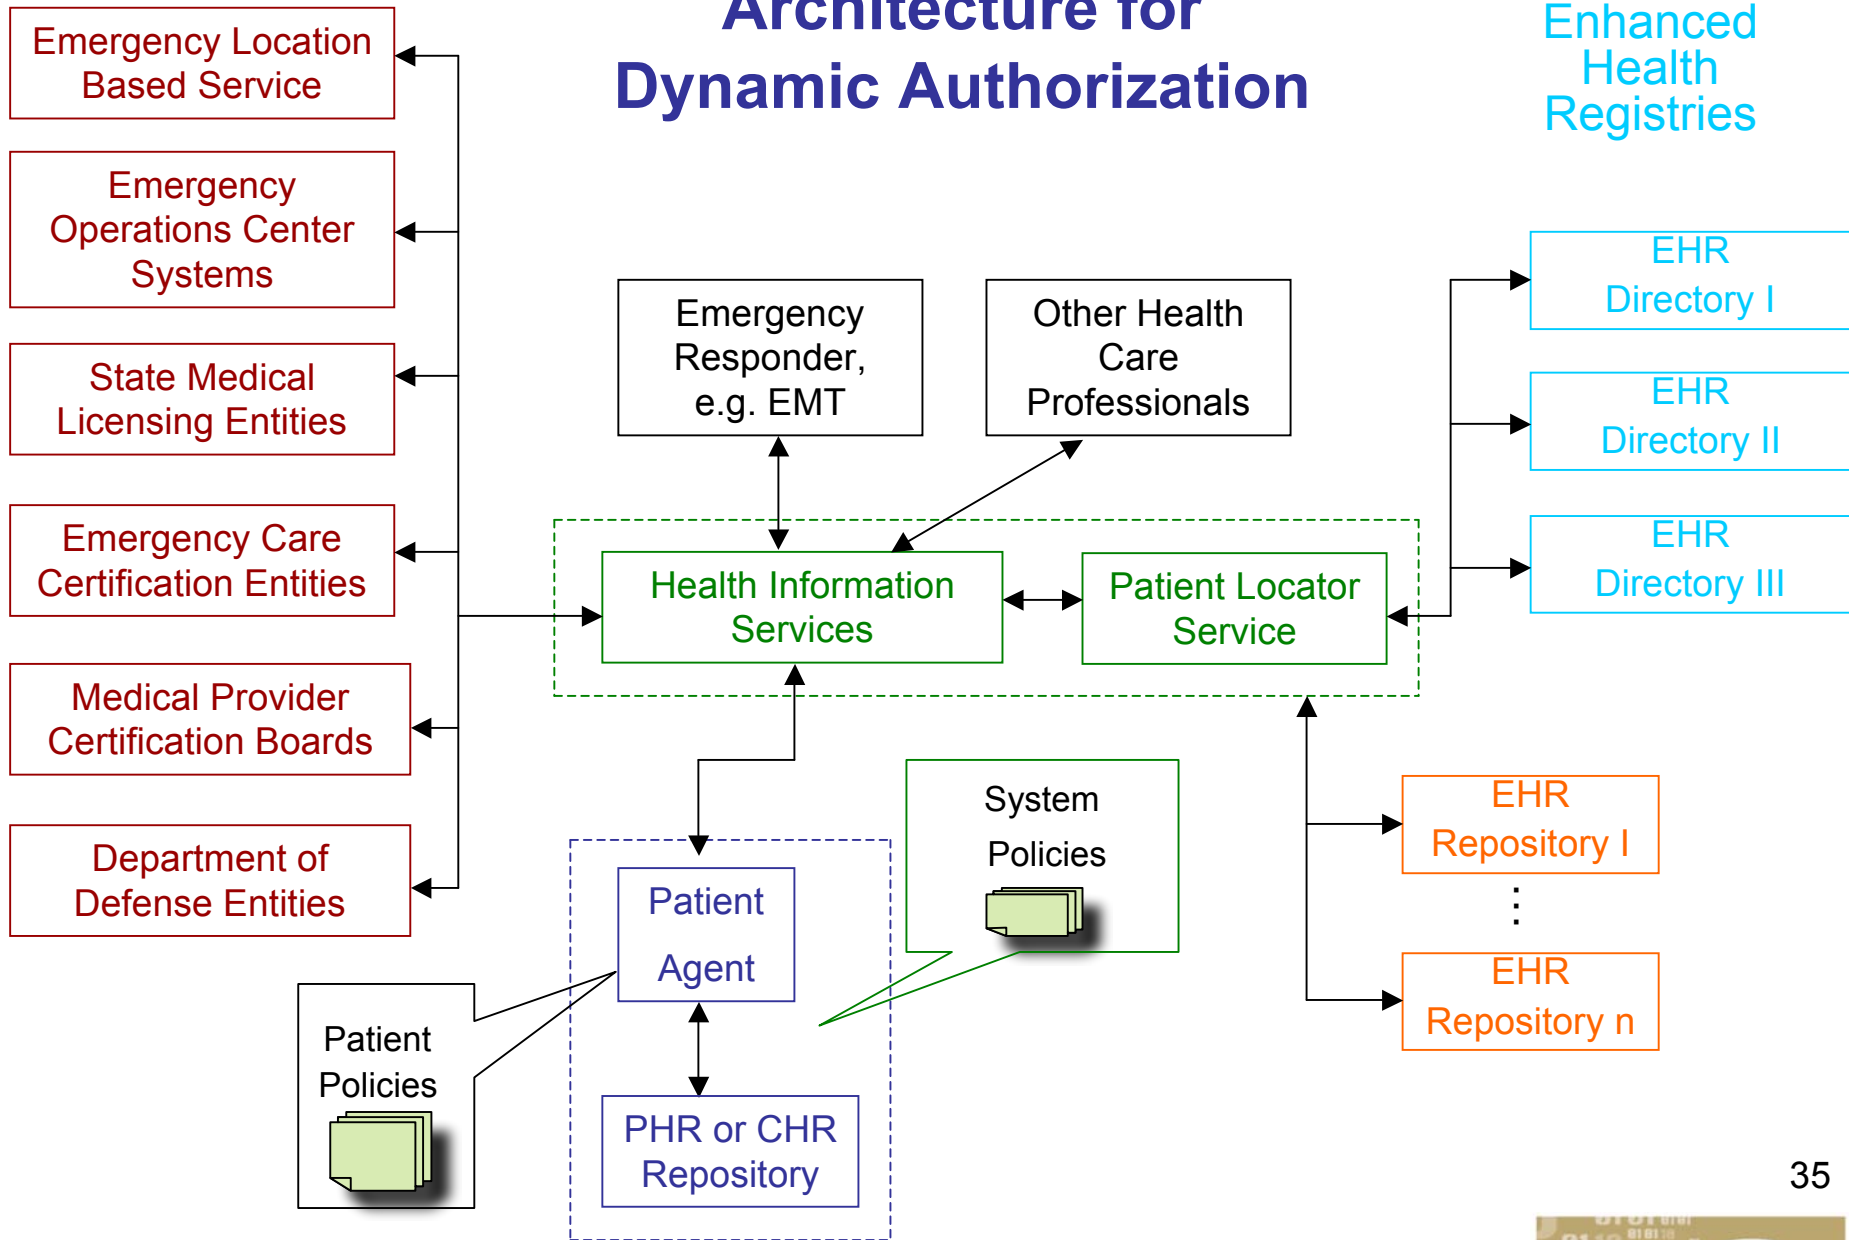 Architecture for
Dynamic Authorization
Enhanced
Health
Registries
Emergency Location
Based Service
Emergency
Operations Center
Systems
State Medical
Licensing Entities
Emergency Care
Certification Entities
Medical Provider
Certification Boards
Department of
Defense Entities
Emergency
Responder,
e.g. EMT
Other Health
Care
Professionals
Health Information
Services
Patient Locator
Service
EHR
Directory I
EHR
Directory II
EHR
Directory III
System
Policies
Patient
Agent
Patient
Policies
PHR or CHR
Repository
EHR
Repository I
⋮
EHR
Repository n
35